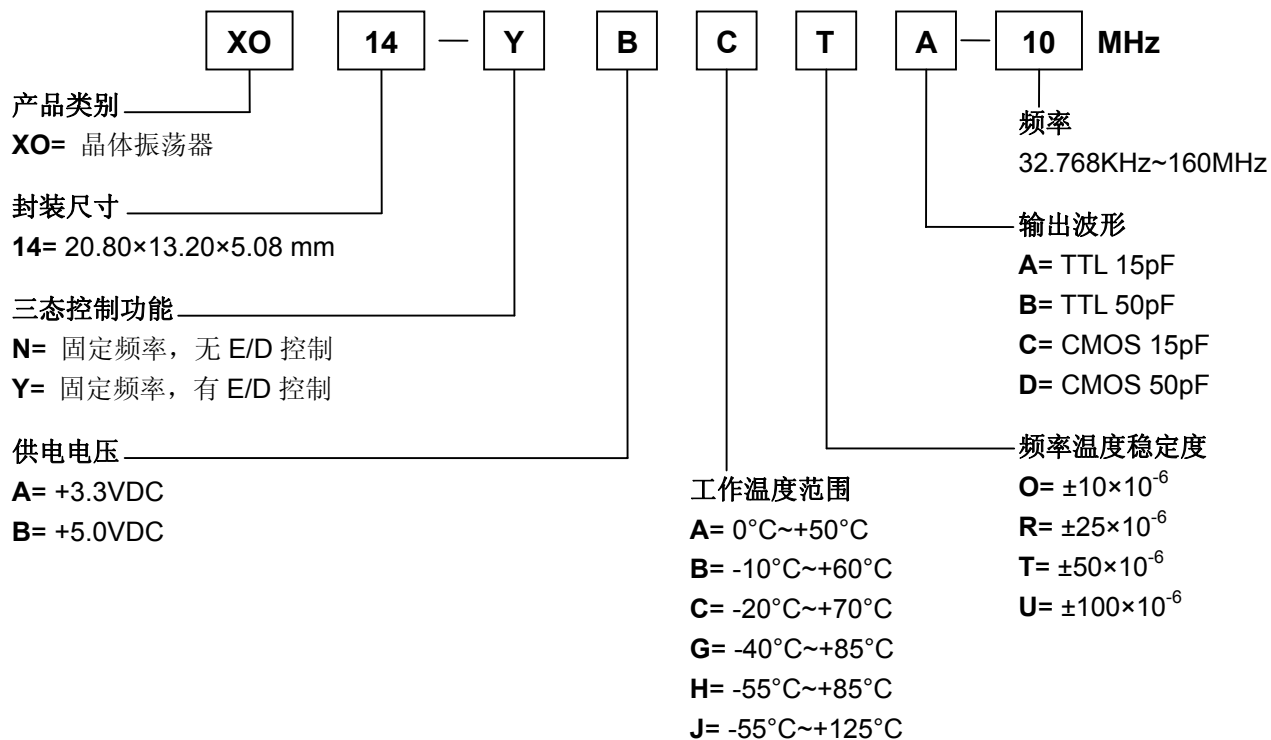 XO 14 — Y B C T A — 10 MHz
产品类别
XO= 晶体振荡器
封装尺寸
14= 20.80×13.20×5.08 mm
三态控制功能
N= 固定频率，无 E/D 控制
Y= 固定频率，有 E/D 控制
供电电压
A= +3.3VDC
B= +5.0VDC
工作温度范围
A= 0°C~+50°C
B= -10°C~+60°C
C= -20°C~+70°C
G= -40°C~+85°C
H= -55°C~+85°C
J= -55°C~+125°C
频率
32.768KHz~160MHz
输出波形
A= TTL 15pF
B= TTL 50pF
C= CMOS 15pF
D= CMOS 50pF
频率温度稳定度
O= ±10×10⁻⁶
R= ±25×10⁻⁶
T= ±50×10⁻⁶
U= ±100×10⁻⁶